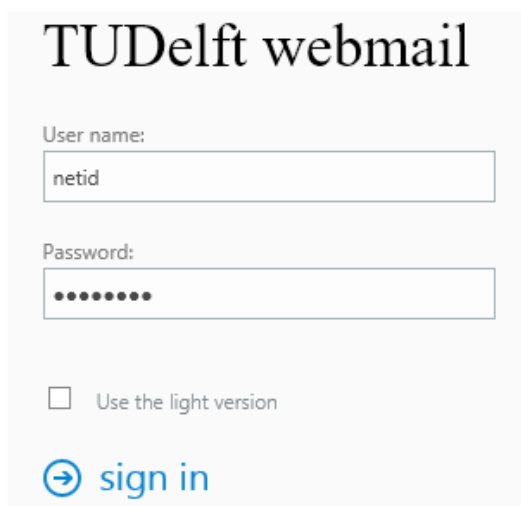 TUDelft webmail
User name:
netid
Password:
••••••••
Use the light version
sign in